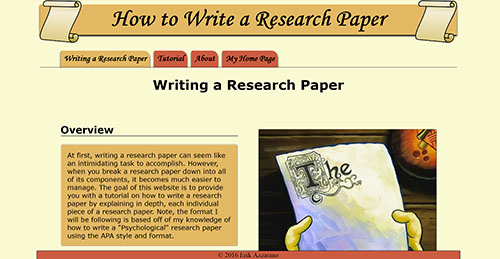 How to Write a Research Paper
Writing a Research Paper Tutorial About My Home Page
Writing a Research Paper
Overview
At first, writing a research paper can seem like
an intimidating task to accomplish. However,
when you break a research paper down into all
of its components, it becomes much easier to
manage. The goal of this website is to provide
you with a tutorial on how to write a research
paper by explaining in depth, each individual
piece of a research paper. Note, the format I
will be following is based off of my knowledge of
how to write a "Psychological" research paper
using the APA style and format.
The
© 2016 Erik Azzarano